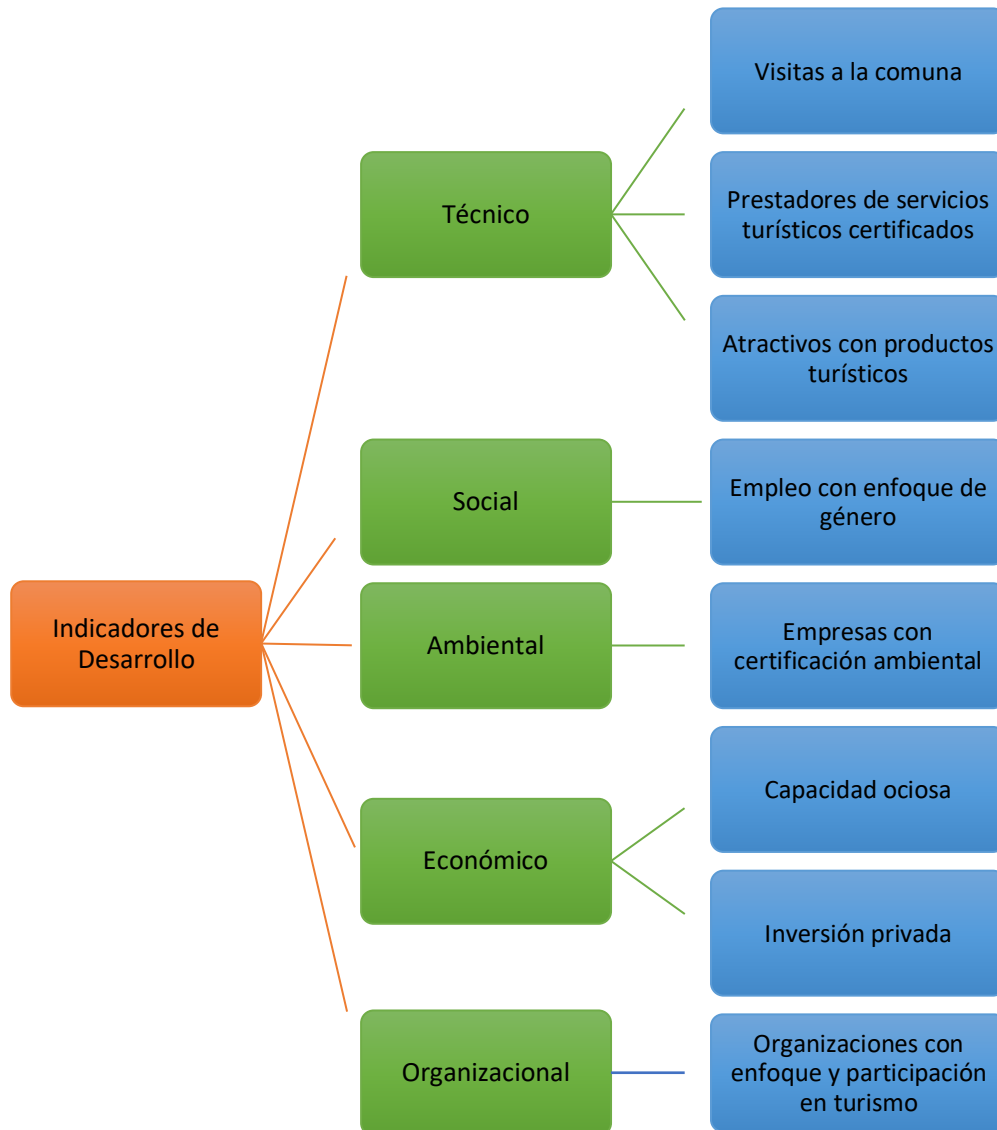 Indicadores de
Desarrollo
Técnico
Visitas a la comuna
Prestadores de servicios
turísticos certificados
Atractivos con productos
turísticos
Social
Empleo con enfoque de
género
Ambiental
Empresas con
certificación ambiental
Económico
Capacidad ociosa
Inversión privada
Organizacional
Organizaciones con
enfoque y participación
en turismo